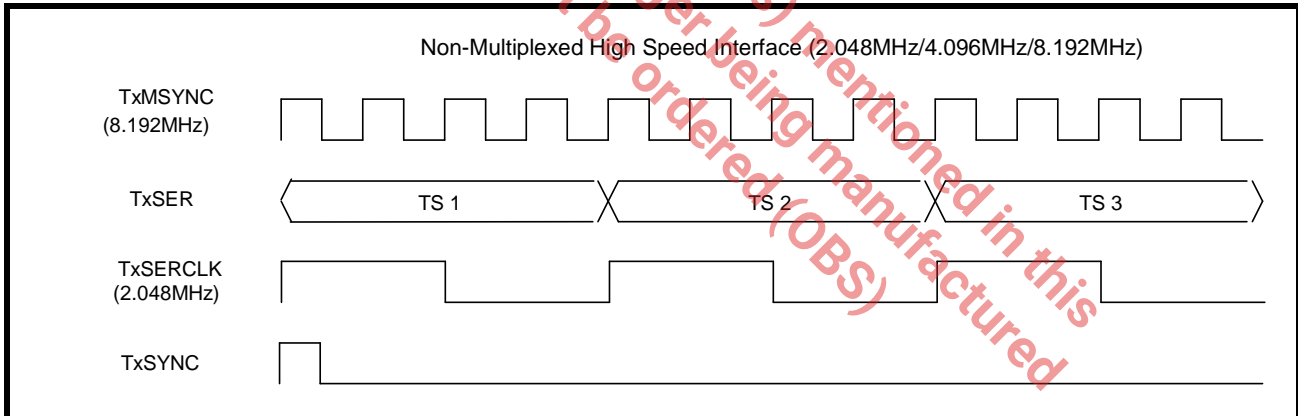 Non-Multiplexed High Speed Interface (2.048MHz/4.096MHz/8.192MHz)
TxMSYNC
(8.192MHz)
TxSER
TS 1
TS 2
TS 3
TxSERCLK
(2.048MHz)
TxSYNC
s) mentioned in this
ger being manufactured
t be ordered (OBS)